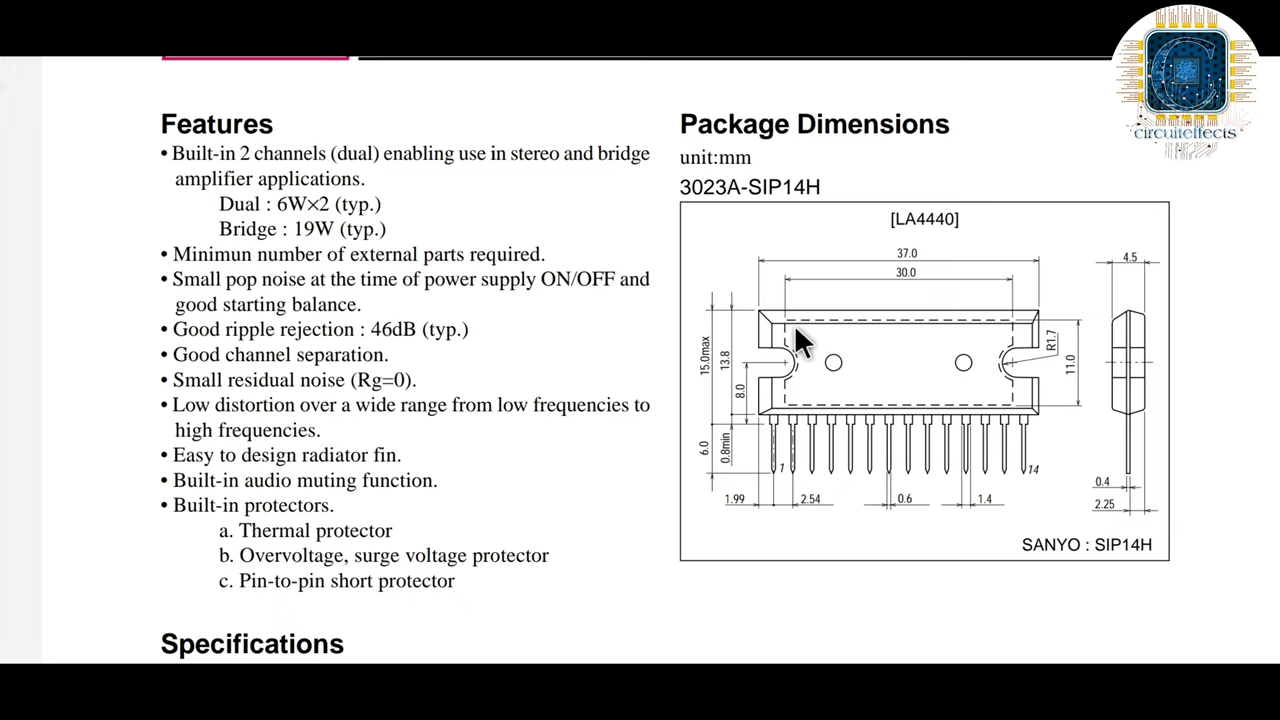 circuiteffects
Features
• Built-in 2 channels (dual) enabling use in stereo and bridge
amplifier applications.
Dual : 6W×2 (typ.)
Bridge : 19W (typ.)
• Minimun number of external parts required.
• Small pop noise at the time of power supply ON/OFF and
good starting balance.
• Good ripple rejection : 46dB (typ.)
• Good channel separation.
• Small residual noise (Rg=0).
• Low distortion over a wide range from low frequencies to
high frequencies.
• Easy to design radiator fin.
• Built-in audio muting function.
• Built-in protectors.
a. Thermal protector
b. Overvoltage, surge voltage protector
c. Pin-to-pin short protector
Specifications
Package Dimensions
unit:mm
3023A-SIP14H
[LA4440]
37.0
30.0
4.5
15.0max
13.8
8.0
R1.7
11.0
6.0
0.8min
1
14
1.99
2.54
0.6
1.4
0.4
2.25
SANYO : SIP14H